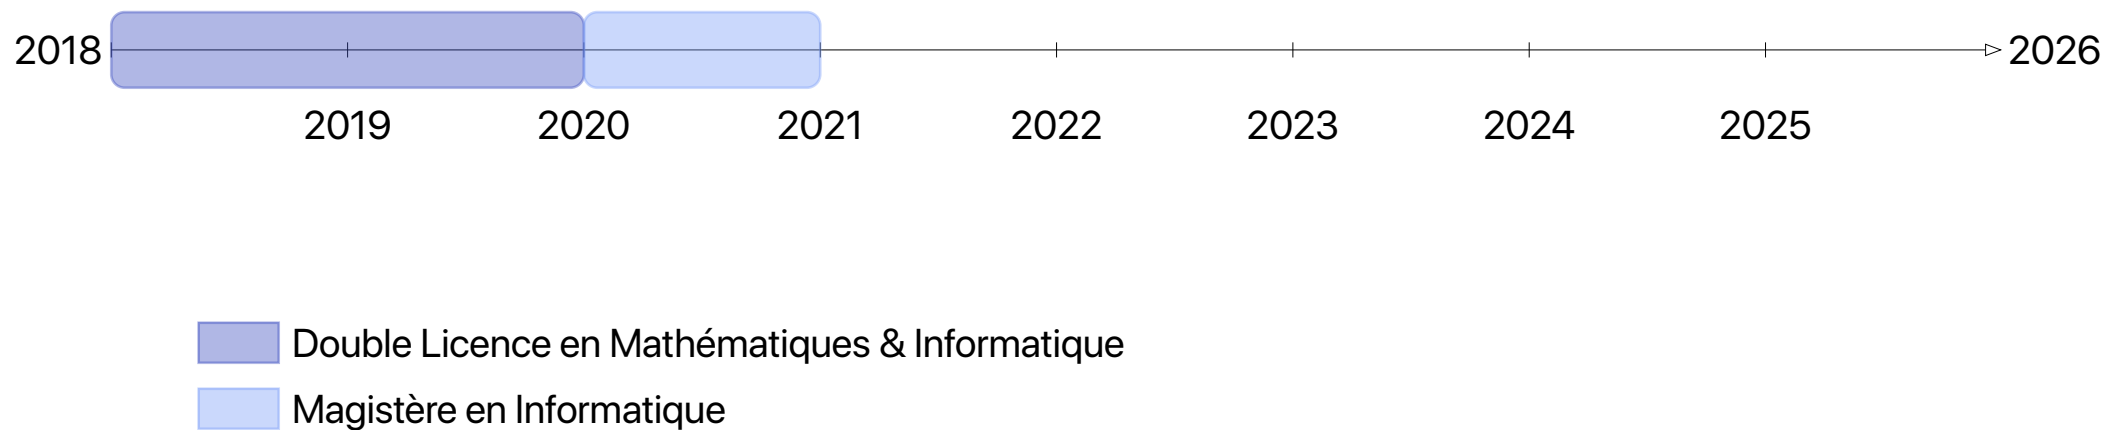 2018 2026
2019 2020 2021 2022 2023 2024 2025
Double Licence en Mathématiques & Informatique
Magistère en Informatique